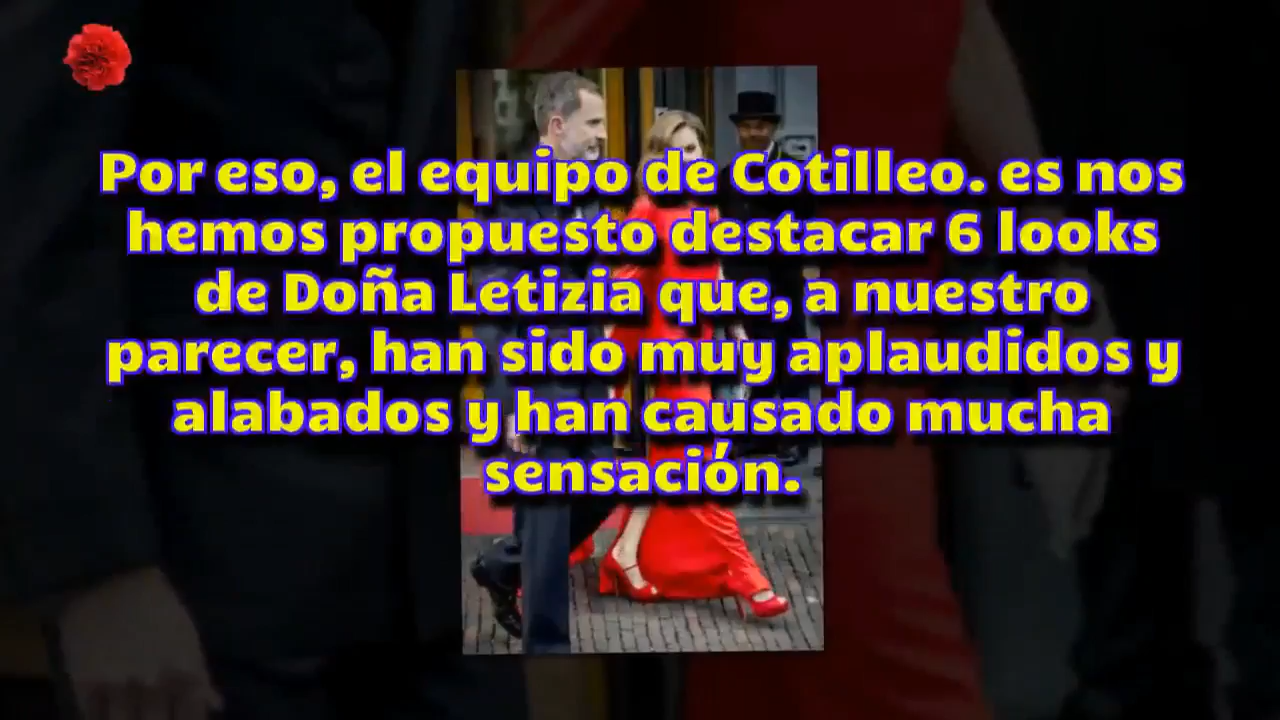 Por eso, el equipo de Cotilleo. es nos
hemos propuesto destacar 6 looks
de Doña Letizia que, a nuestro
parecer, han sido muy aplaudidos y
alabados y han causado mucha
sensación.